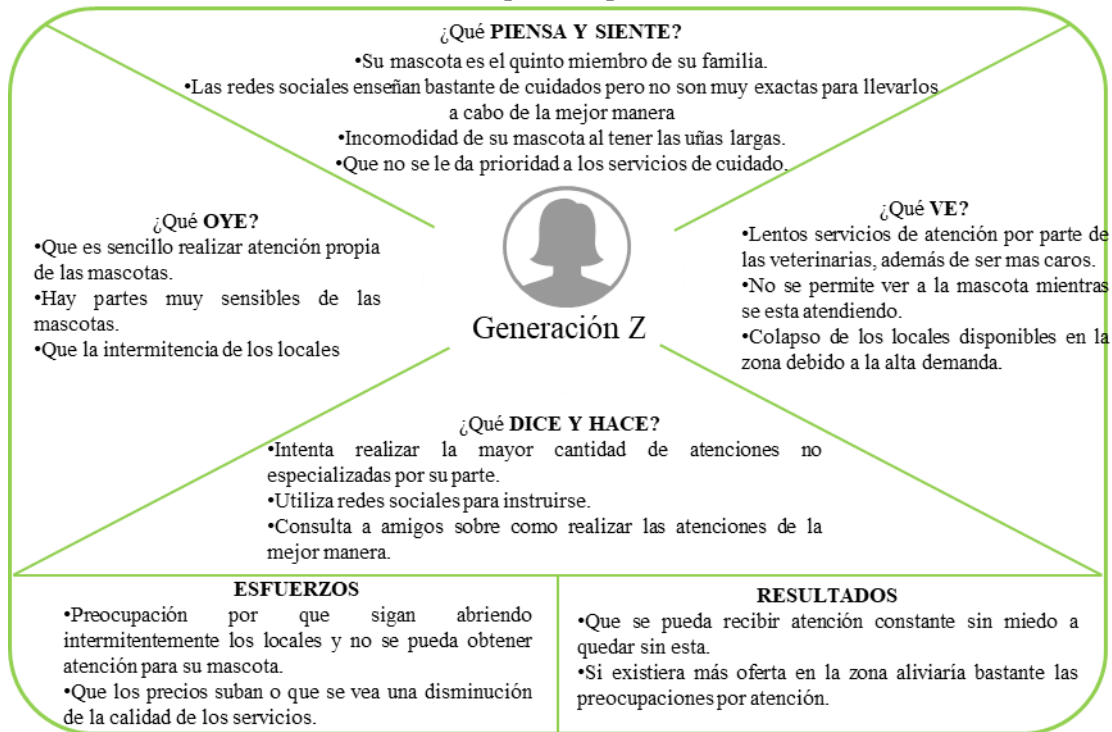 ¿Qué PIENSA Y SIENTE?
•Su mascota es el quinto miembro de su familia.
•Las redes sociales enseñan bastante de cuidados pero no son muy exactas para llevarlos
a cabo de la mejor manera
•Incomodidad de su mascota al tener las uñas largas.
•Que no se le da prioridad a los servicios de cuidado.
¿Qué OYE?
•Que es sencillo realizar atención propia
de las mascotas.
•Hay partes muy sensibles de las
mascotas.
•Que la intermitencia de los locales
Generación Z
¿Qué VE?
•Lentos servicios de atención por parte de
las veterinarias, además de ser mas caros.
•No se permite ver a la mascota mientras
se esta atendiendo.
•Colapso de los locales disponibles en la
zona debido a la alta demanda.
¿Qué DICE Y HACE?
•Intenta realizar la mayor cantidad de atenciones no
especializadas por su parte.
•Utiliza redes sociales para instruirse.
•Consulta a amigos sobre como realizar las atenciones de la
mejor manera.
ESFUERZOS
•Preocupación por que sigan abriendo
intermitentemente los locales y no se pueda obtener
atención para su mascota.
•Que los precios suban o que se vea una disminución
de la calidad de los servicios.
RESULTADOS
•Que se pueda recibir atención constante sin miedo a
quedar sin esta.
•Si existiera más oferta en la zona aliviaría bastante las
preocupaciones por atención.